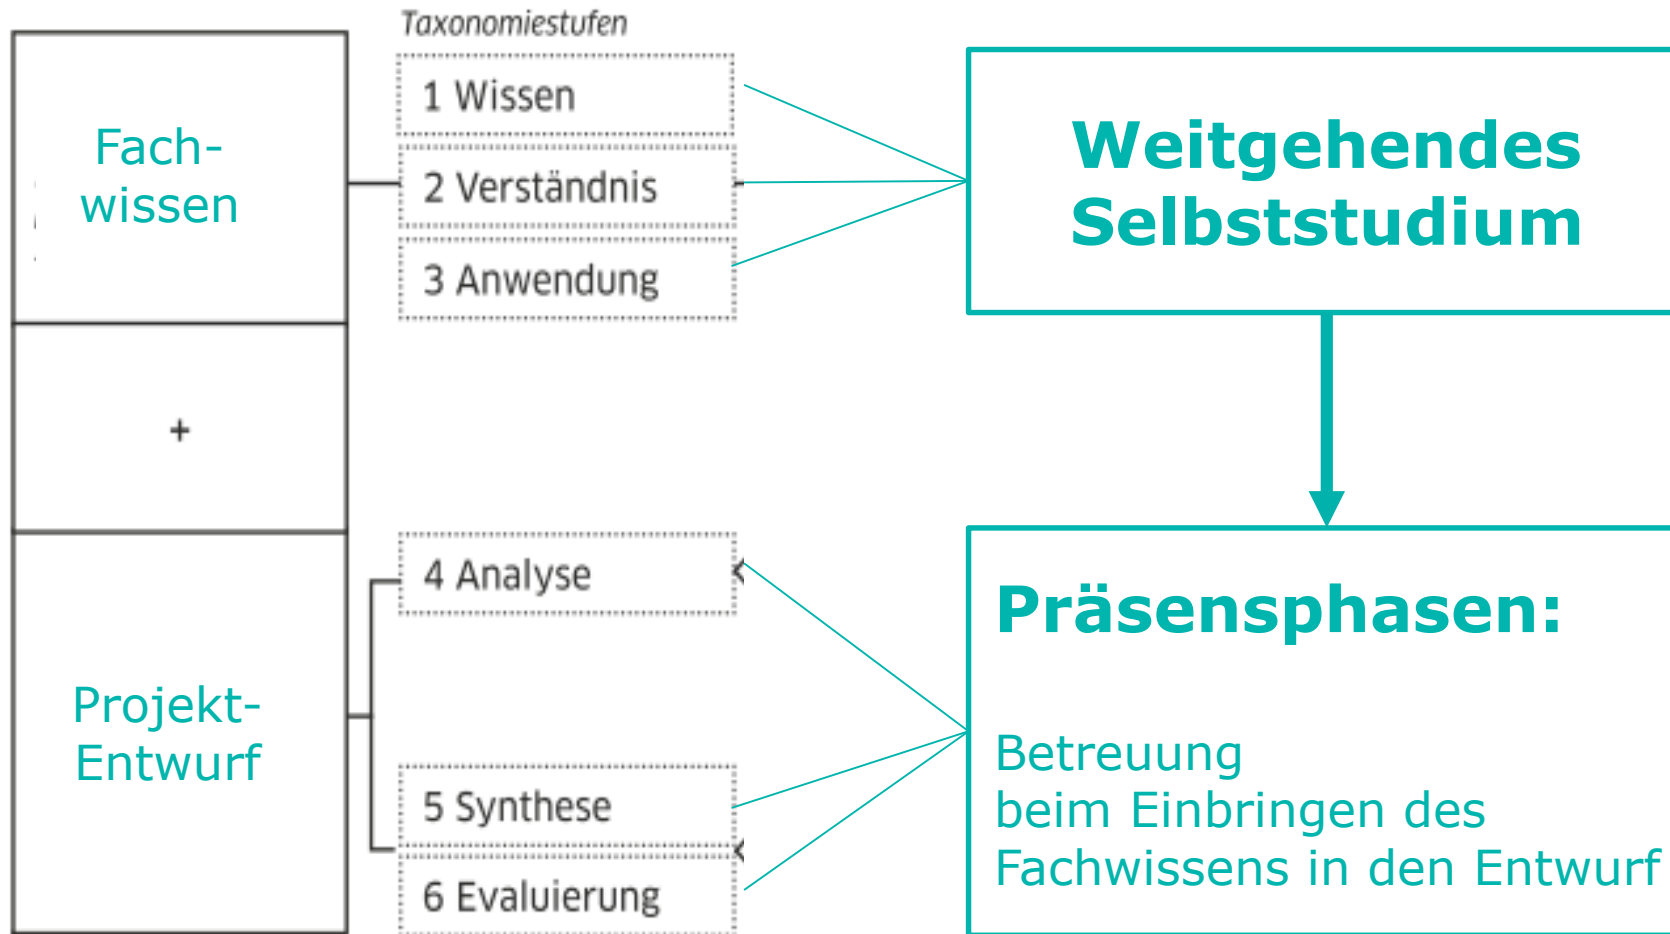 Taxonomiestufen
Fach-
wissen
1 Wissen
2 Verständnis
3 Anwendung
Weitgehendes
Selbststudium
+
Projekt-
Entwurf
4 Analyse
5 Synthese
6 Evaluierung
Präsensphasen:
Betreuung
beim Einbringen des
Fachwissens in den Entwurf